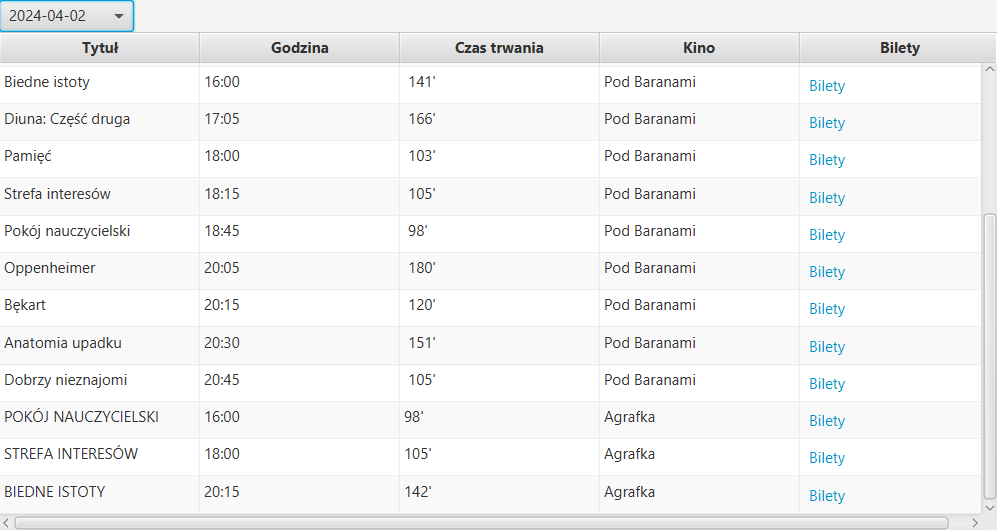 2024-04-02
Tytuł Godzina Czas trwania Kino Bilety
Biedne istoty 16:00 141' Pod Baranami Bilety
Diuna: Część druga 17:05 166' Pod Baranami Bilety
Pamięć 18:00 103' Pod Baranami Bilety
Strefa interesów 18:15 105' Pod Baranami Bilety
Pokój nauczycielski 18:45 98' Pod Baranami Bilety
Oppenheimer 20:05 180' Pod Baranami Bilety
Bękart 20:15 120' Pod Baranami Bilety
Anatomia upadku 20:30 151' Pod Baranami Bilety
Dobrzy nieznajomi 20:45 105' Pod Baranami Bilety
POKÓJ NAUCZYCIELSKI 16:00 98' Agrafka Bilety
STREFA INTERESÓW 18:00 105' Agrafka Bilety
BIEDNE ISTOTY 20:15 142' Agrafka Bilety